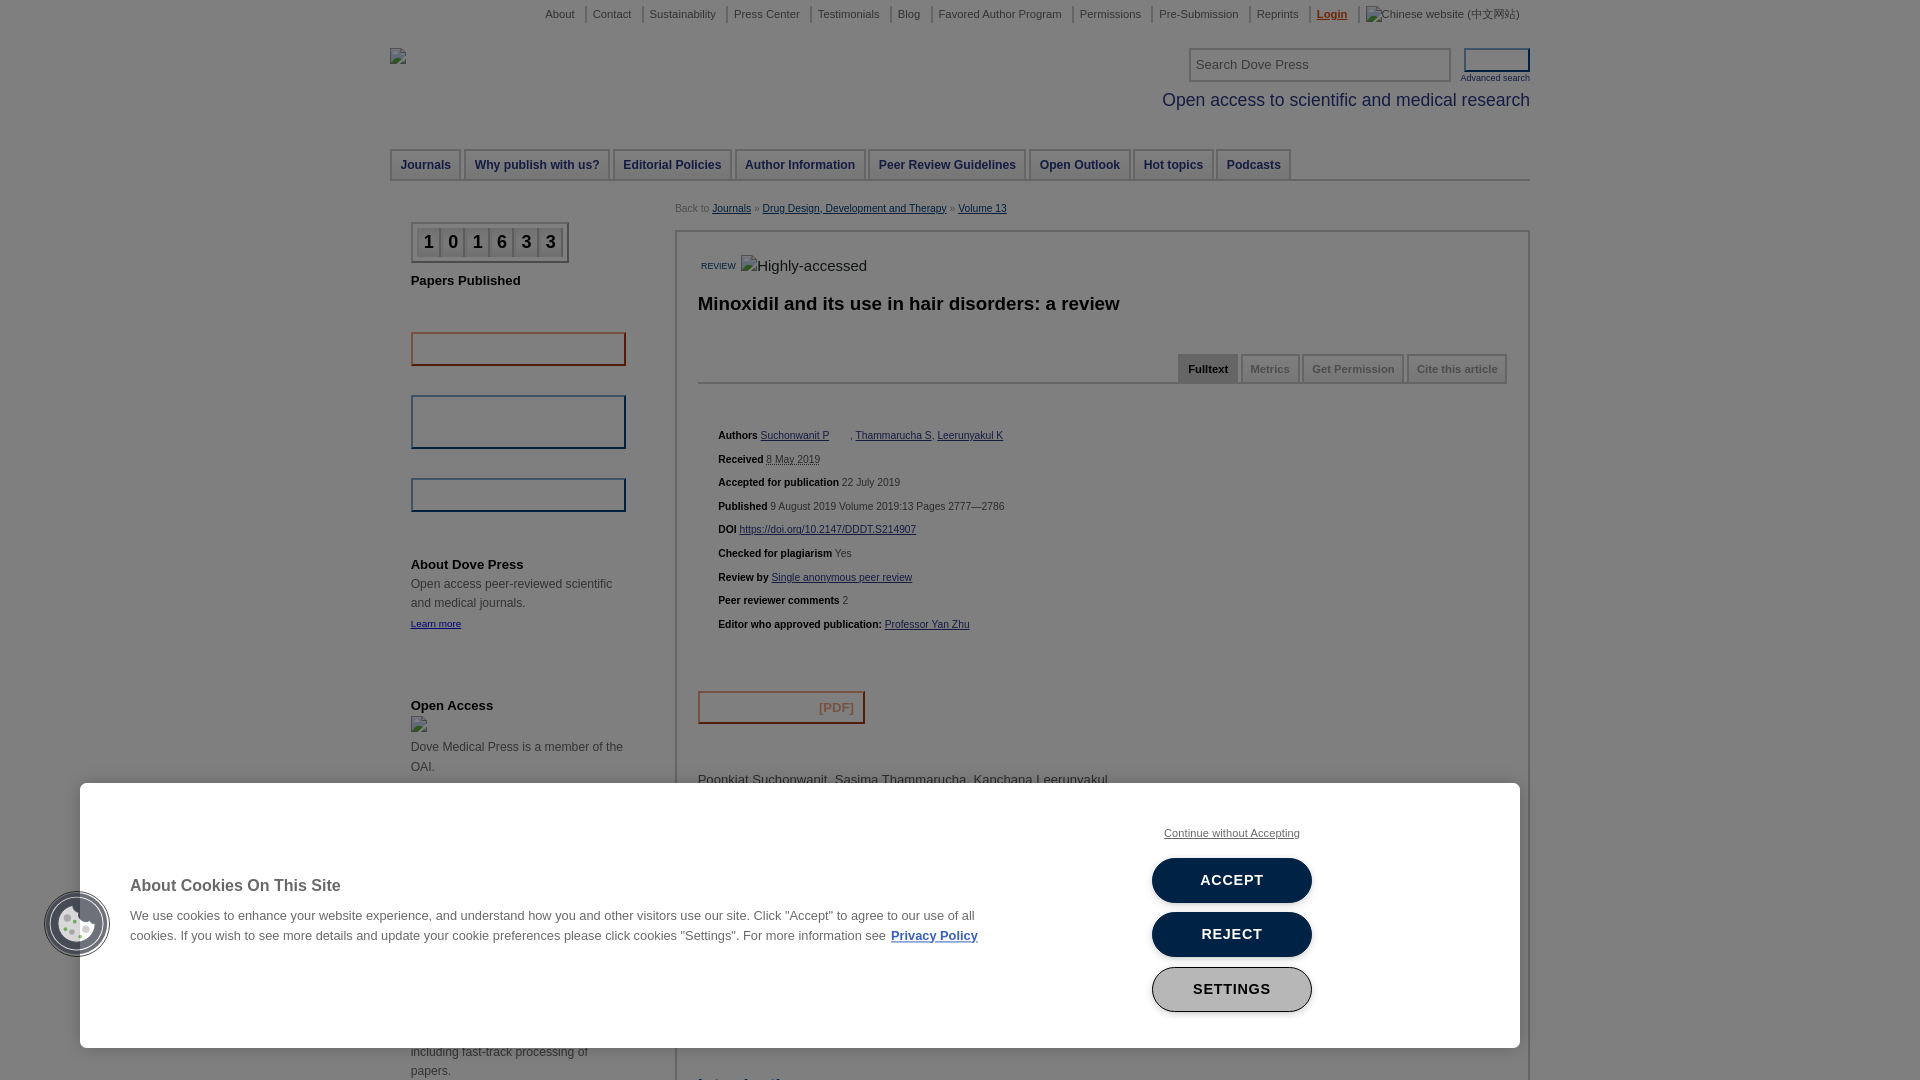 About
Contact
Sustainability
Press Center
Testimonials
Blog
Favored Author Program
Permissions
Pre-Submission
Reprints
Login
Chinese website (中文网站)
Search Dove Press
Advanced search
Open access to scientific and medical research
Journals
Why publish with us?
Editorial Policies
Author Information
Peer Review Guidelines
Open Outlook
Hot topics
Podcasts
Back to Journals » Drug Design, Development and Therapy » Volume 13
1 0 1 6 3 3
Papers Published
About Dove Press
Open access peer-reviewed scientific
and medical journals.
Learn more
Open Access
Dove Medical Press is a member of the
OAI.
REVIEW Highly-accessed
Minoxidil and its use in hair disorders: a review
Fulltext
Metrics
Get Permission
Cite this article
Authors Suchonwanit P , Thammarucha S, Leerunyakul K
Received 8 May 2019
Accepted for publication 22 July 2019
Published 9 August 2019 Volume 2019:13 Pages 2777—2786
DOI https://doi.org/10.2147/DDDT.S214907
Checked for plagiarism Yes
Review by Single anonymous peer review
Peer reviewer comments 2
Editor who approved publication: Professor Yan Zhu
[PDF]
Poonkiat Suchonwanit, Sasima Thammarucha, Kanchana Leerunyakul
About Cookies On This Site
We use cookies to enhance your website experience, and understand how you and other visitors use our site. Click "Accept" to agree to our use of all
cookies. If you wish to see more details and update your cookie preferences please click cookies "Settings". For more information see Privacy Policy
Continue without Accepting
ACCEPT
REJECT
SETTINGS
including fast-track processing of
papers.